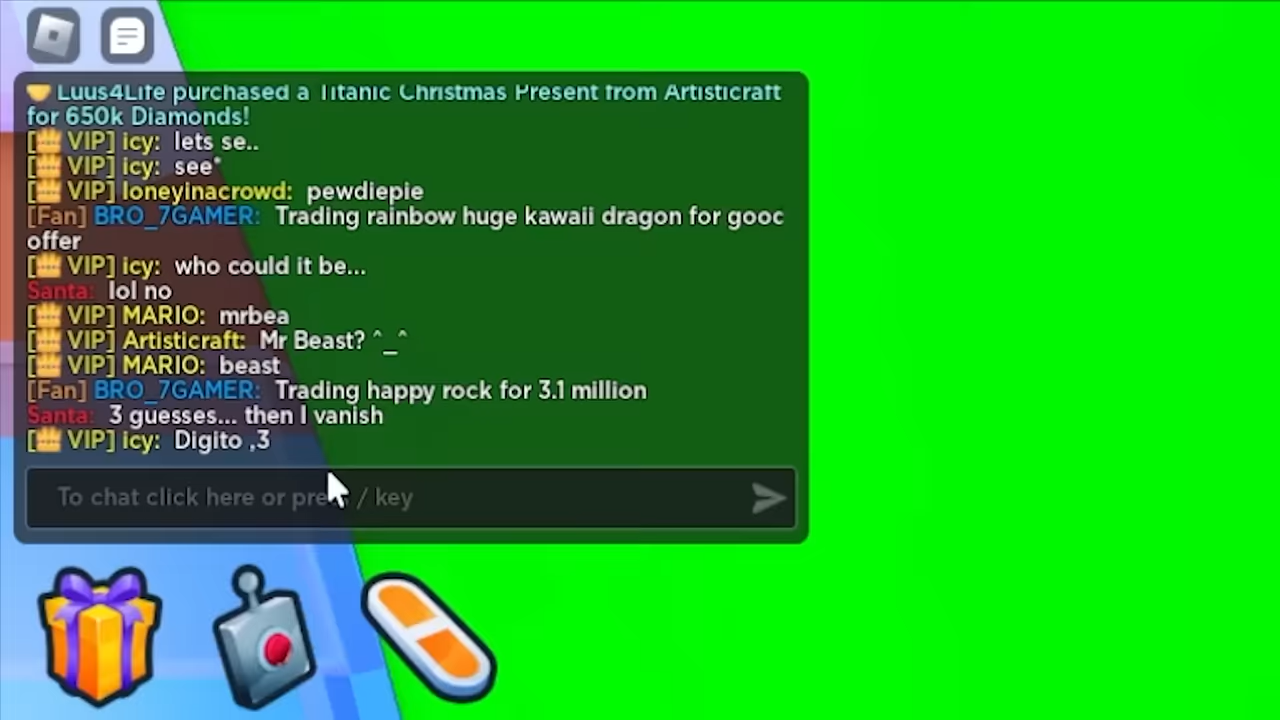 Luus4Life purchased a Titanic Christmas Present from Artisticraft
for 650k Diamonds!
[VIP] icy: lets se..
[VIP] icy: see*
[VIP] loneyinacrowd: pewdiepie
[Fan] BRO_7GAMER: Trading rainbow huge kawaii dragon for gooc
offer
[VIP] icy: who could it be...
Santa: lol no
[VIP] MARIO: mrbea
[VIP] Artisticraft: Mr Beast? ^_^
[VIP] MARIO: beast
[Fan] BRO_7GAMER: Trading happy rock for 3.1 million
Santa: 3 guesses... then I vanish
[VIP] icy: Digito ,3
To chat click here or press / key